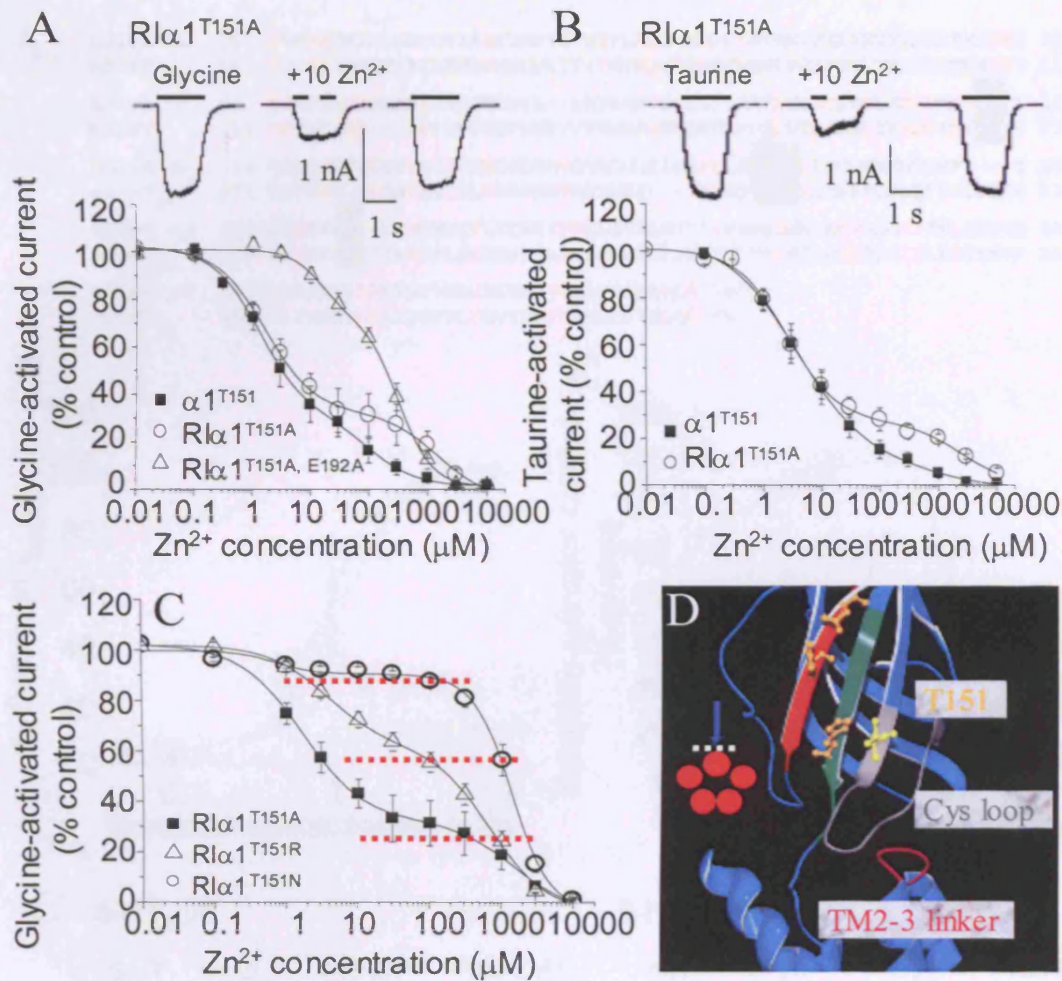 A
RIα1T151A
Glycine
+10 Zn2+
1 nA
1 s
Glycine-activated current
(% control)
120
100
80
60
40
20
0
α1T151
RIα1T151A
RIα1T151A, E192A
0.01
0.1
1
10
100
1000
10000
Zn2+ concentration (μM)
B
RIα1T151A
Taurine
+10 Zn2+
nA
1 s
Taurine-activated
current (% control)
120
100
80
60
40
20
0
α1T151
RIα1T151A
0.01
0.1
1
10
100
1000
10000
Zn2+ concentration (μM)
C
Glycine-activated current
(% control)
120
100
80
60
40
20
0
RIα1T151A
RIα1T151R
RIα1T151N
0.01
0.1
1
10
100
1000
10000
Zn2+ concentration (μM)
D
T151
Cys loop
TM2-3 linker